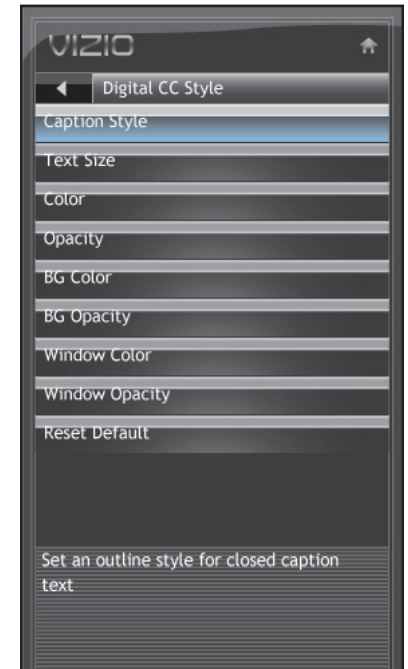 VIZIO
Digital CC Style
Caption Style
Text Size
Color
Opacity
BG Color
BG Opacity
Window Color
Window Opacity
Reset Default
Set an outline style for closed caption
text